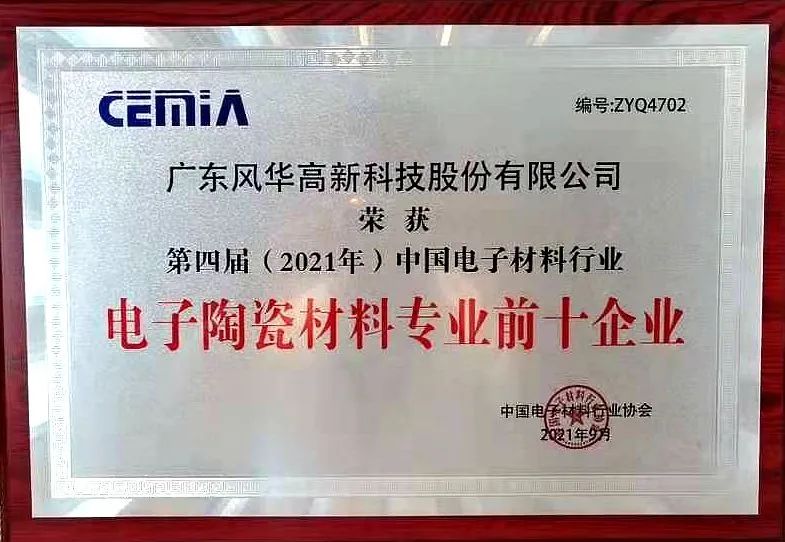 CEMIA
编号:ZYQ4702
广东风华高新科技股份有限公司
荣 获
第四届（2021年）中国电子材料行业
电子陶瓷材料专业前十企业
中国电子材料行业协会
2021年9月